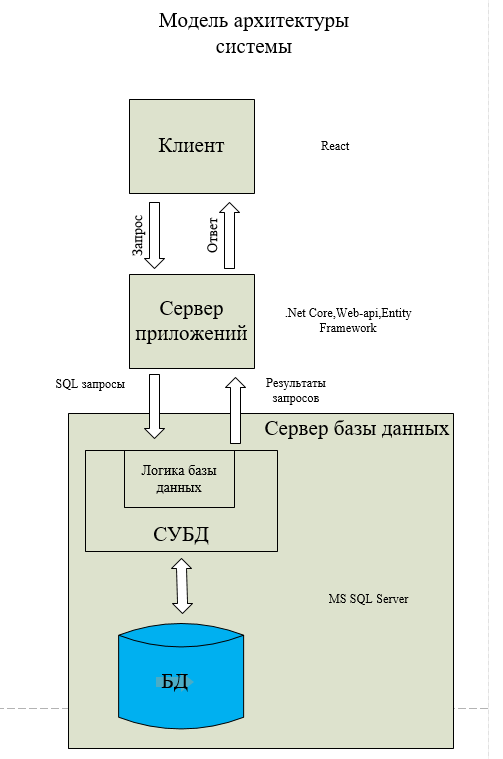 Модель архитектуры
системы
Клиент
React
Запрос
Ответ
Сервер
приложений
.Net Core,Web-api,Entity
Framework
SQL запросы
Результаты
запросов
Сервер базы данных
Логика базы
данных
СУБД
MS SQL Server
БД